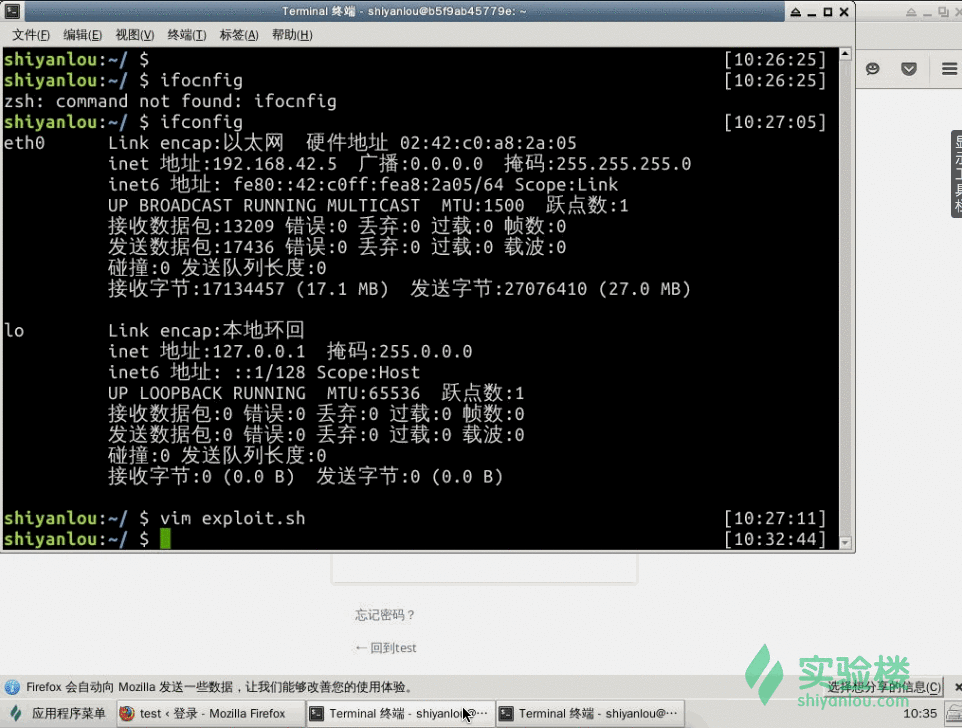 Terminal 终端 - shiyanlou@b5f9ab45779e: ~
文件(F) 编辑(E) 视图(V) 终端(T) 标签(A) 帮助(H)
shiyanlou:~/ $ [10:26:25]
shiyanlou:~/ $ ifocnfig [10:26:25]
zsh: command not found: ifocnfig
shiyanlou:~/ $ ifconfig [10:27:05]
eth0 Link encap:以太网 硬件地址 02:42:c0:a8:2a:05
inet 地址:192.168.42.5 广播:0.0.0.0 掩码:255.255.255.0
inet6 地址: fe80::42:c0ff:fea8:2a05/64 Scope:Link
UP BROADCAST RUNNING MULTICAST MTU:1500 跃点数:1
接收数据包:13209 错误:0 丢弃:0 过载:0 帧数:0
发送数据包:17436 错误:0 丢弃:0 过载:0 载波:0
碰撞:0 发送队列长度:0
接收字节:17134457 (17.1 MB) 发送字节:27076410 (27.0 MB)
lo Link encap:本地环回
inet 地址:127.0.0.1 掩码:255.0.0.0
inet6 地址: ::1/128 Scope:Host
UP LOOPBACK RUNNING MTU:65536 跃点数:1
接收数据包:0 错误:0 丢弃:0 过载:0 帧数:0
发送数据包:0 错误:0 丢弃:0 过载:0 载波:0
碰撞:0 发送队列长度:0
接收字节:0 (0.0 B) 发送字节:0 (0.0 B)
shiyanlou:~/ $ vim exploit.sh [10:27:11]
shiyanlou:~/ $ [10:32:44]
显示工具栏
忘记密码？
← 回到test
实验楼
shiyanlou.com
Firefox 会自动向 Mozilla 发送一些数据，让我们能够改善您的使用体验。 选择想分享的信息(C)
应用程序菜单 test ‹ 登录 - Mozilla Firefox Terminal 终端 - shiyanlou@··· Terminal 终端 - shiyanlou@··· 10:35